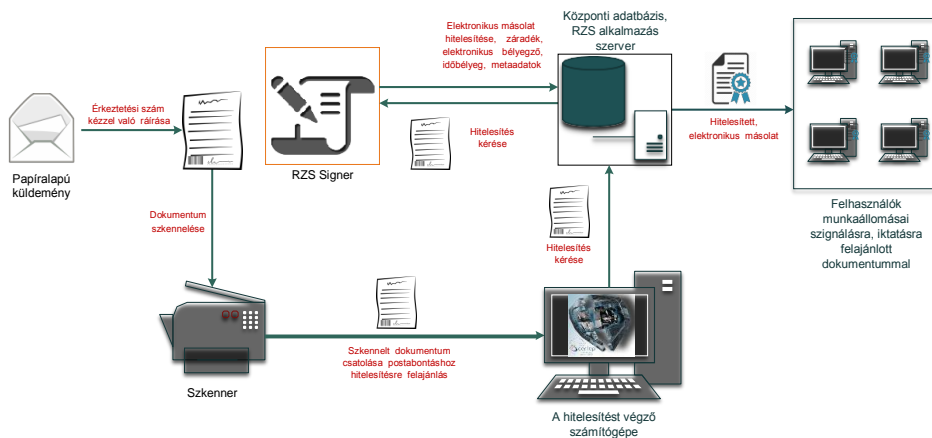 Papíralapú
küldemény
Érkeztetési szám
kézzel való ráírása
Dokumentum
szkennelése
Szkenner
Szkennelt dokumentum
csatolása postabontáshoz
hitelesítésre felajánlás
A hitelesítést végző
számítógépe
Hitelesítés
kérése
RZS Signer
Elektronikus másolat
hitelesítése, záradék,
elektronikus bélyegző,
időbélyeg, metaadatok
Hitelesítés
kérése
Központi adatbázis,
RZS alkalmazás
szerver
Hitelesített,
elektronikus másolat
Felhasználók
munkaállomásai
szignálásra, iktatásra
felajánlott
dokumentummal